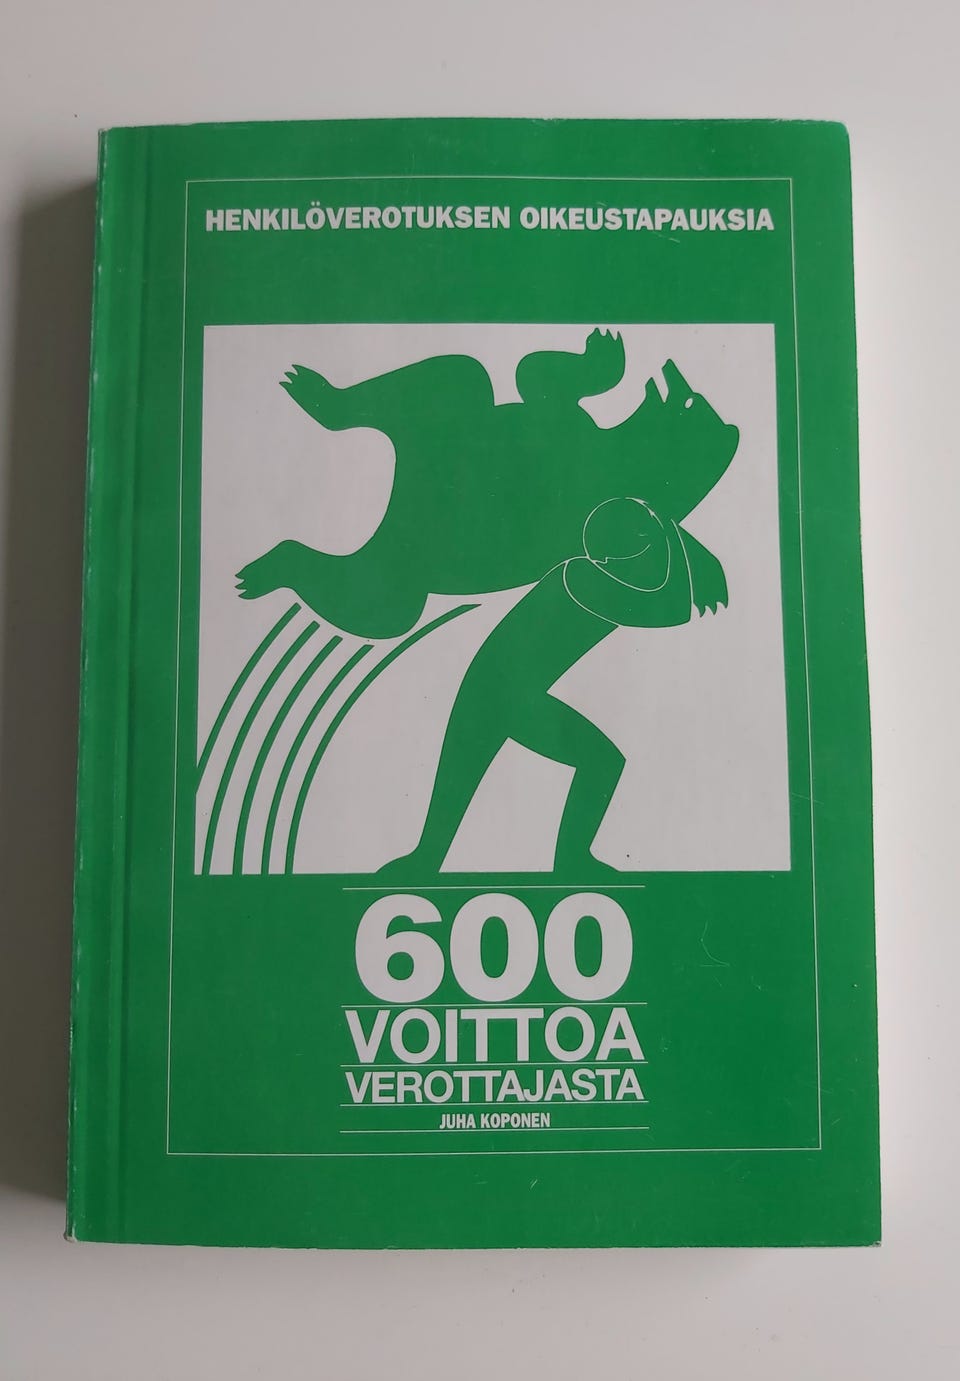 HENKILÖVEROTUKSEN OIKEUSTAPAUKSIA
600
VOITTOA
VEROTTAJASTA
JUHA KOPONEN